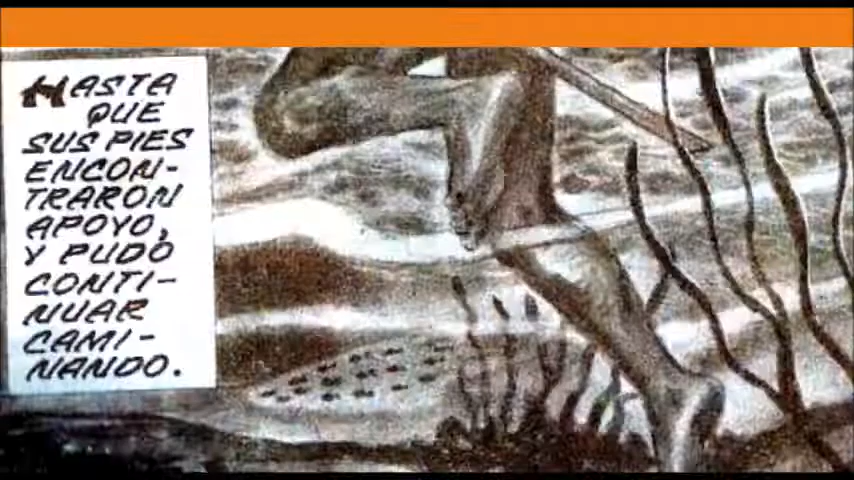 HASTA
QUE
SUS PIES
ENCON-
TRARON
APOYO,
Y PUDO
CONTI-
NUAR
CAMI-
NANDO.